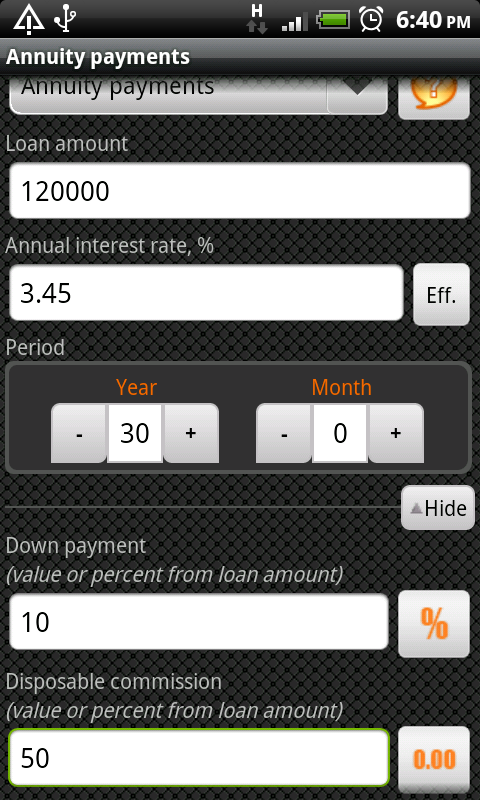 H
6:40 PM
Annuity payments
Annuity payments
?
Loan amount
120000
Annual interest rate, %
3.45
Eff.
Period
Year Month
- 30 + - 0 +
Hide
Down payment
(value or percent from loan amount)
10
%
Disposable commission
(value or percent from loan amount)
50
0.00